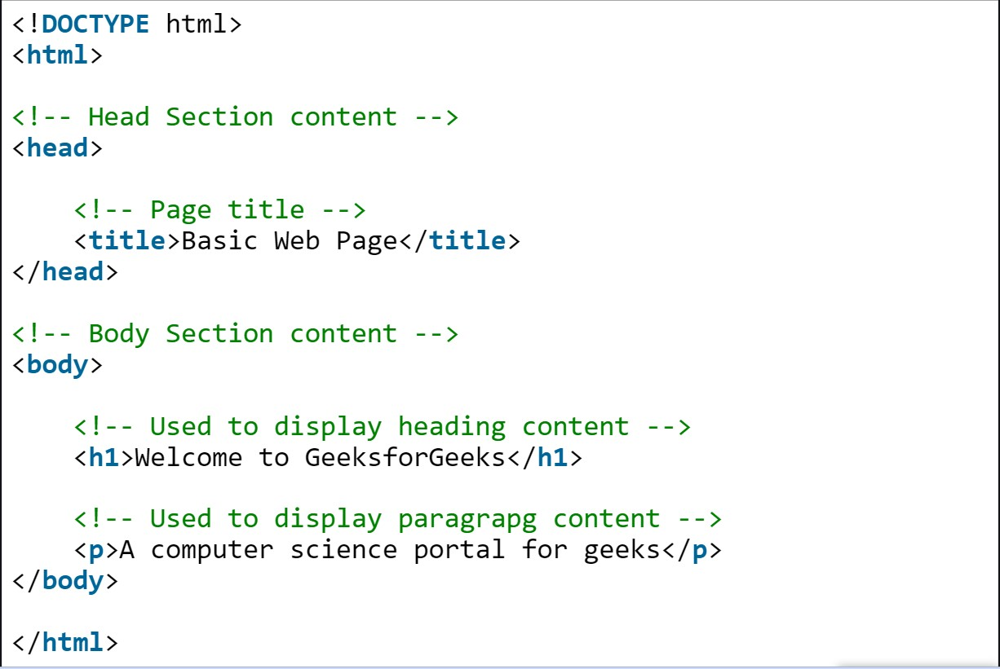 <!DOCTYPE html>
<html>
<!-- Head Section content -->
<head>
<!-- Page title -->
<title>Basic Web Page</title>
</head>
<!-- Body Section content -->
<body>
<!-- Used to display heading content -->
<h1>Welcome to GeeksforGeeks</h1>
<!-- Used to display paragrapg content -->
<p>A computer science portal for geeks</p>
</body>
</html>